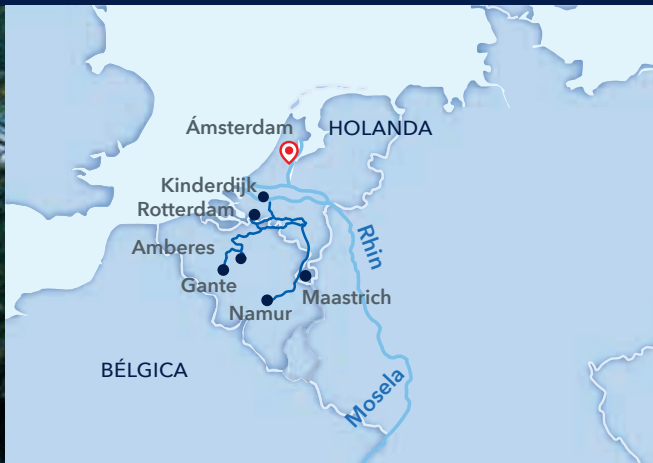 Ámsterdam
HOLANDA
Kinderdijk
Rotterdam
Rhin
Amberes
Gante
Maastrich
Namur
BÉLGICA
Mosela